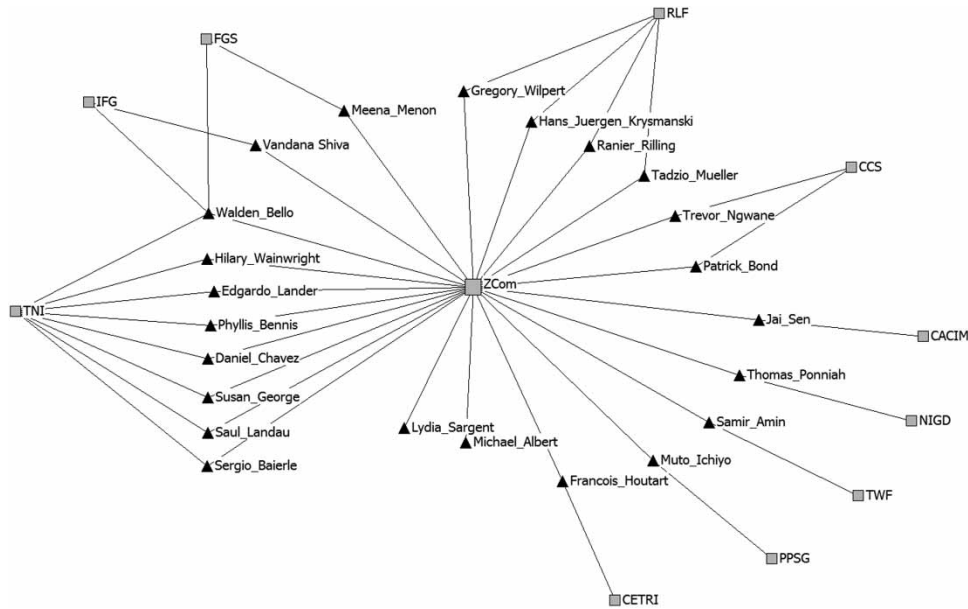 RLF
FGS
Gregory_Wilpert
IFG
Meena_Menon
Hans_Juergen_Krysmanski
Vandana Shiva
Ranier_Rilling
CCS
Tadzio_Mueller
Walden_Bello
Trevor_Ngwane
Hilary_Wainwright
Patrick_Bond
ZCom
Edgardo_Lander
TNI
Jai_Sen
Phyllis_Bennis
CACIM
Daniel_Chavez
Thomas_Ponniah
Susan_George
NIGD
Samir_Amin
Lydia_Sargent
Saul_Landau
Michael_Albert
Muto_Ichiyo
Sergio_Baierle
Francois_Houtart
TWF
PPSG
CETRI